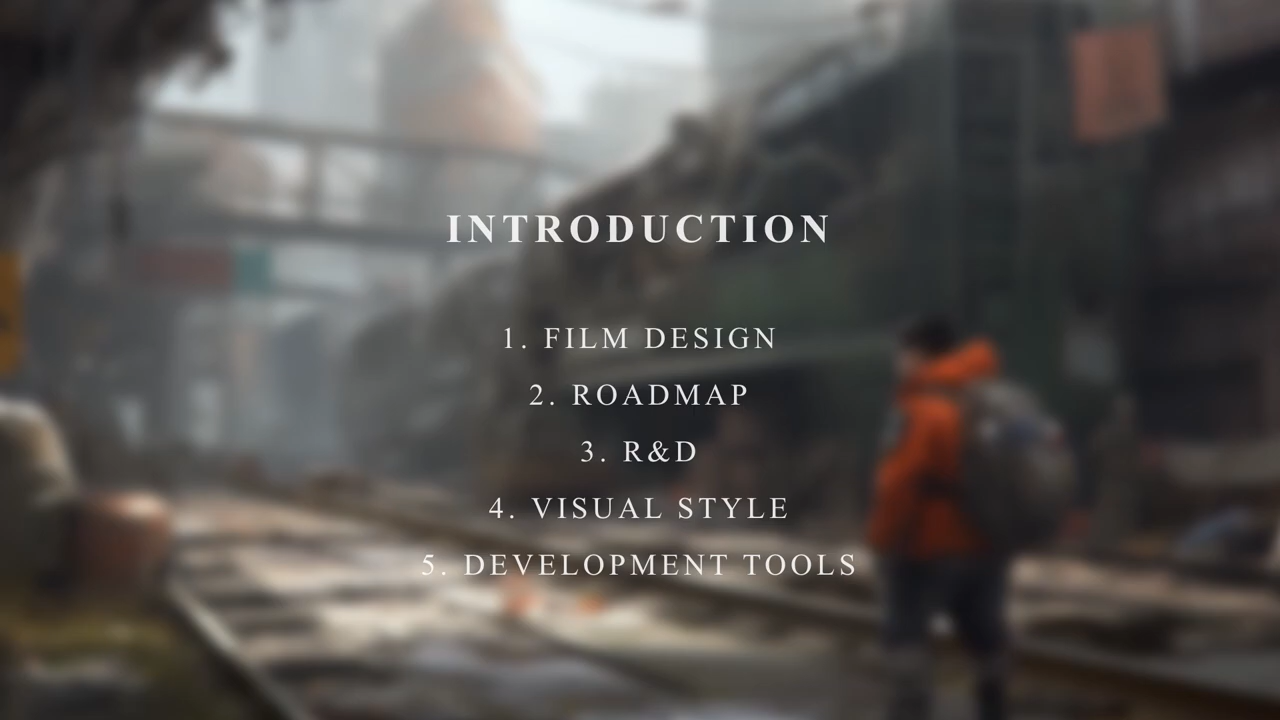 INTRODUCTION
1. FILM DESIGN
2. ROADMAP
3. R&D
4. VISUAL STYLE
5. DEVELOPMENT TOOLS